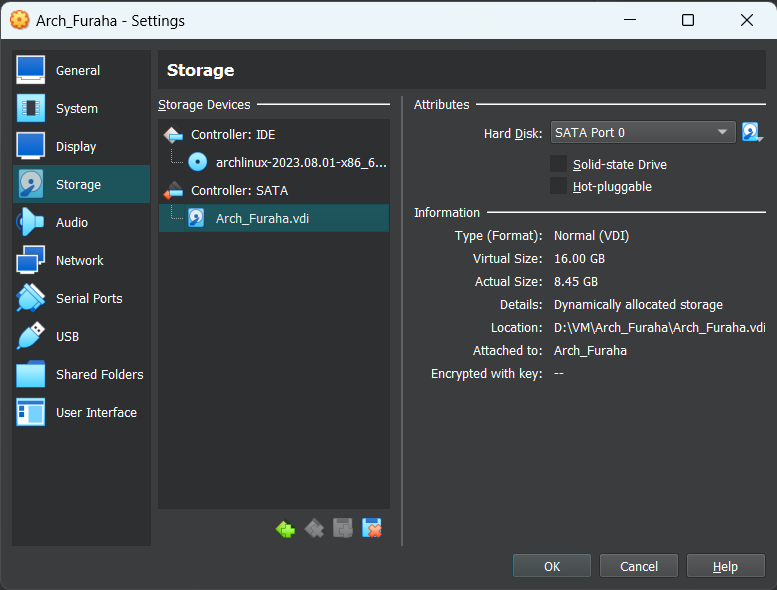 Arch_Furaha - Settings
General
System
Display
Storage
Audio
Network
Serial Ports
USB
Shared Folders
User Interface
Storage
Storage Devices
Controller: IDE
archlinux-2023.08.01-x86_6...
Controller: SATA
Arch_Furaha.vdi
Attributes
Hard Disk: SATA Port 0
Solid-state Drive
Hot-pluggable
Information
Type (Format): Normal (VDI)
Virtual Size: 16.00 GB
Actual Size: 8.45 GB
Details: Dynamically allocated storage
Location: D:\VM\Arch_Furaha\Arch_Furaha.vdi
Attached to: Arch_Furaha
Encrypted with key: --
OK Cancel Help